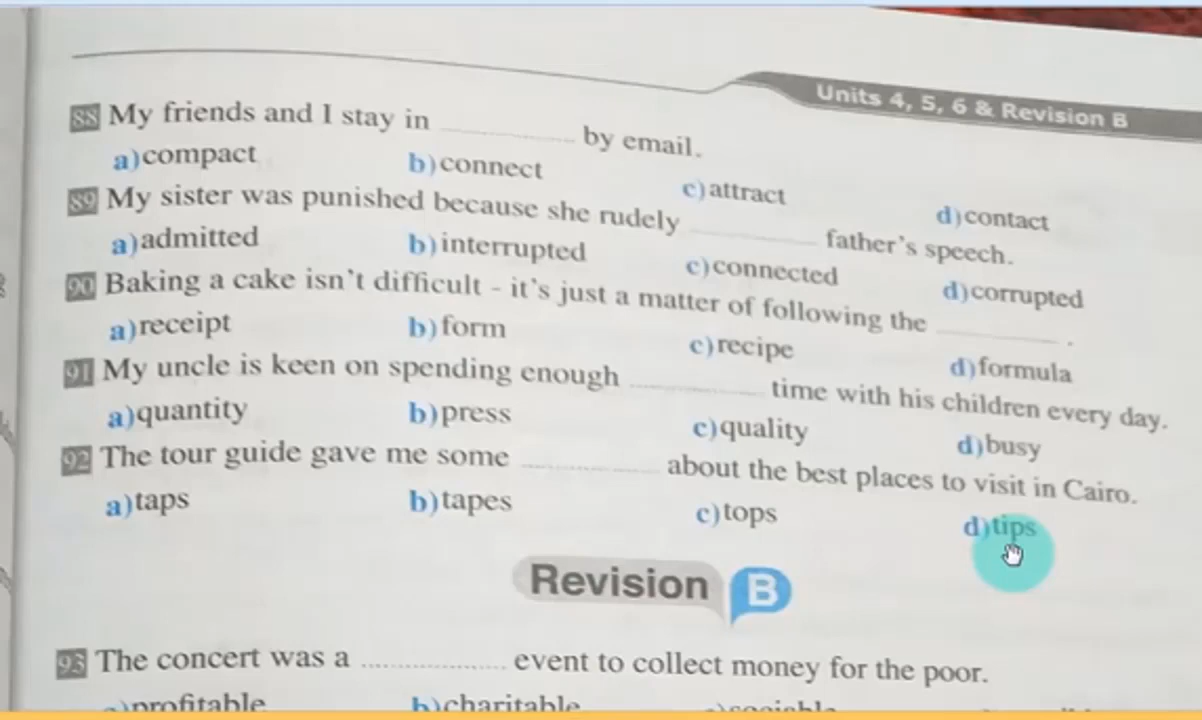 Units 4, 5, 6 & Revision B
88 My friends and I stay in ............ by email.
a) compact b) connect c) attract d) contact
89 My sister was punished because she rudely ............ father's speech.
a) admitted b) interrupted c) connected d) corrupted
90 Baking a cake isn't difficult - it's just a matter of following the ............ .
a) receipt b) form c) recipe d) formula
91 My uncle is keen on spending enough ............ time with his children every day.
a) quantity b) press c) quality d) busy
92 The tour guide gave me some ............ about the best places to visit in Cairo.
a) taps b) tapes c) tops d) tips
Revision B
93 The concert was a ............ event to collect money for the poor.
a) profitable b) charitable c) sociable